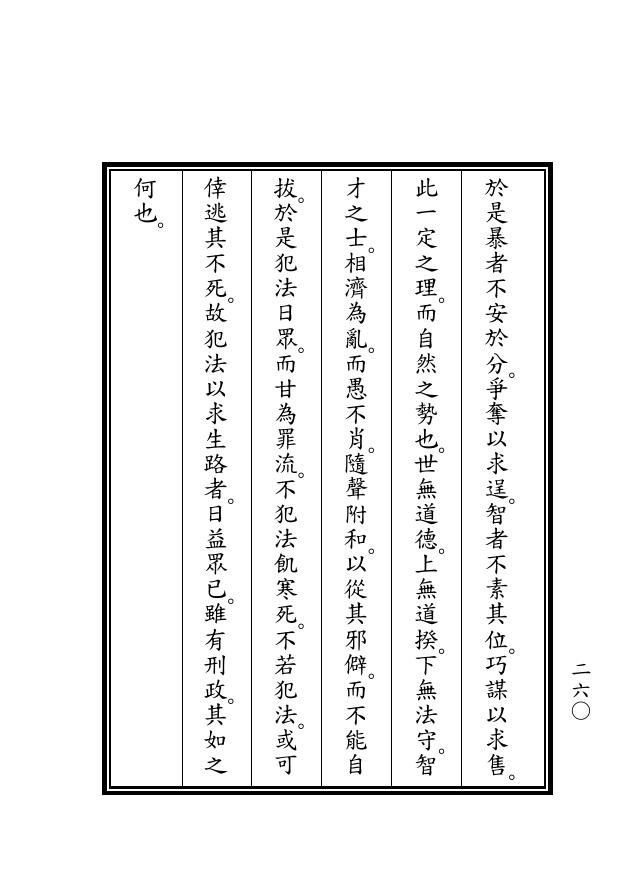 於是暴者不安於分。爭奪以求逞。智者不素其位。巧謀以求售。
此一定之理。而自然之勢也。世無道德。上無道揆。下無法守。智
才之士。相濟為亂。而愚不肖。隨聲附和。以從其邪僻。而不能自
拔。於是犯法日眾。而甘為罪流。不犯法飢寒死。不若犯法。或可
倖逃其不死。故犯法以求生路者。日益眾已。雖有刑政。其如之
何也。
二六〇